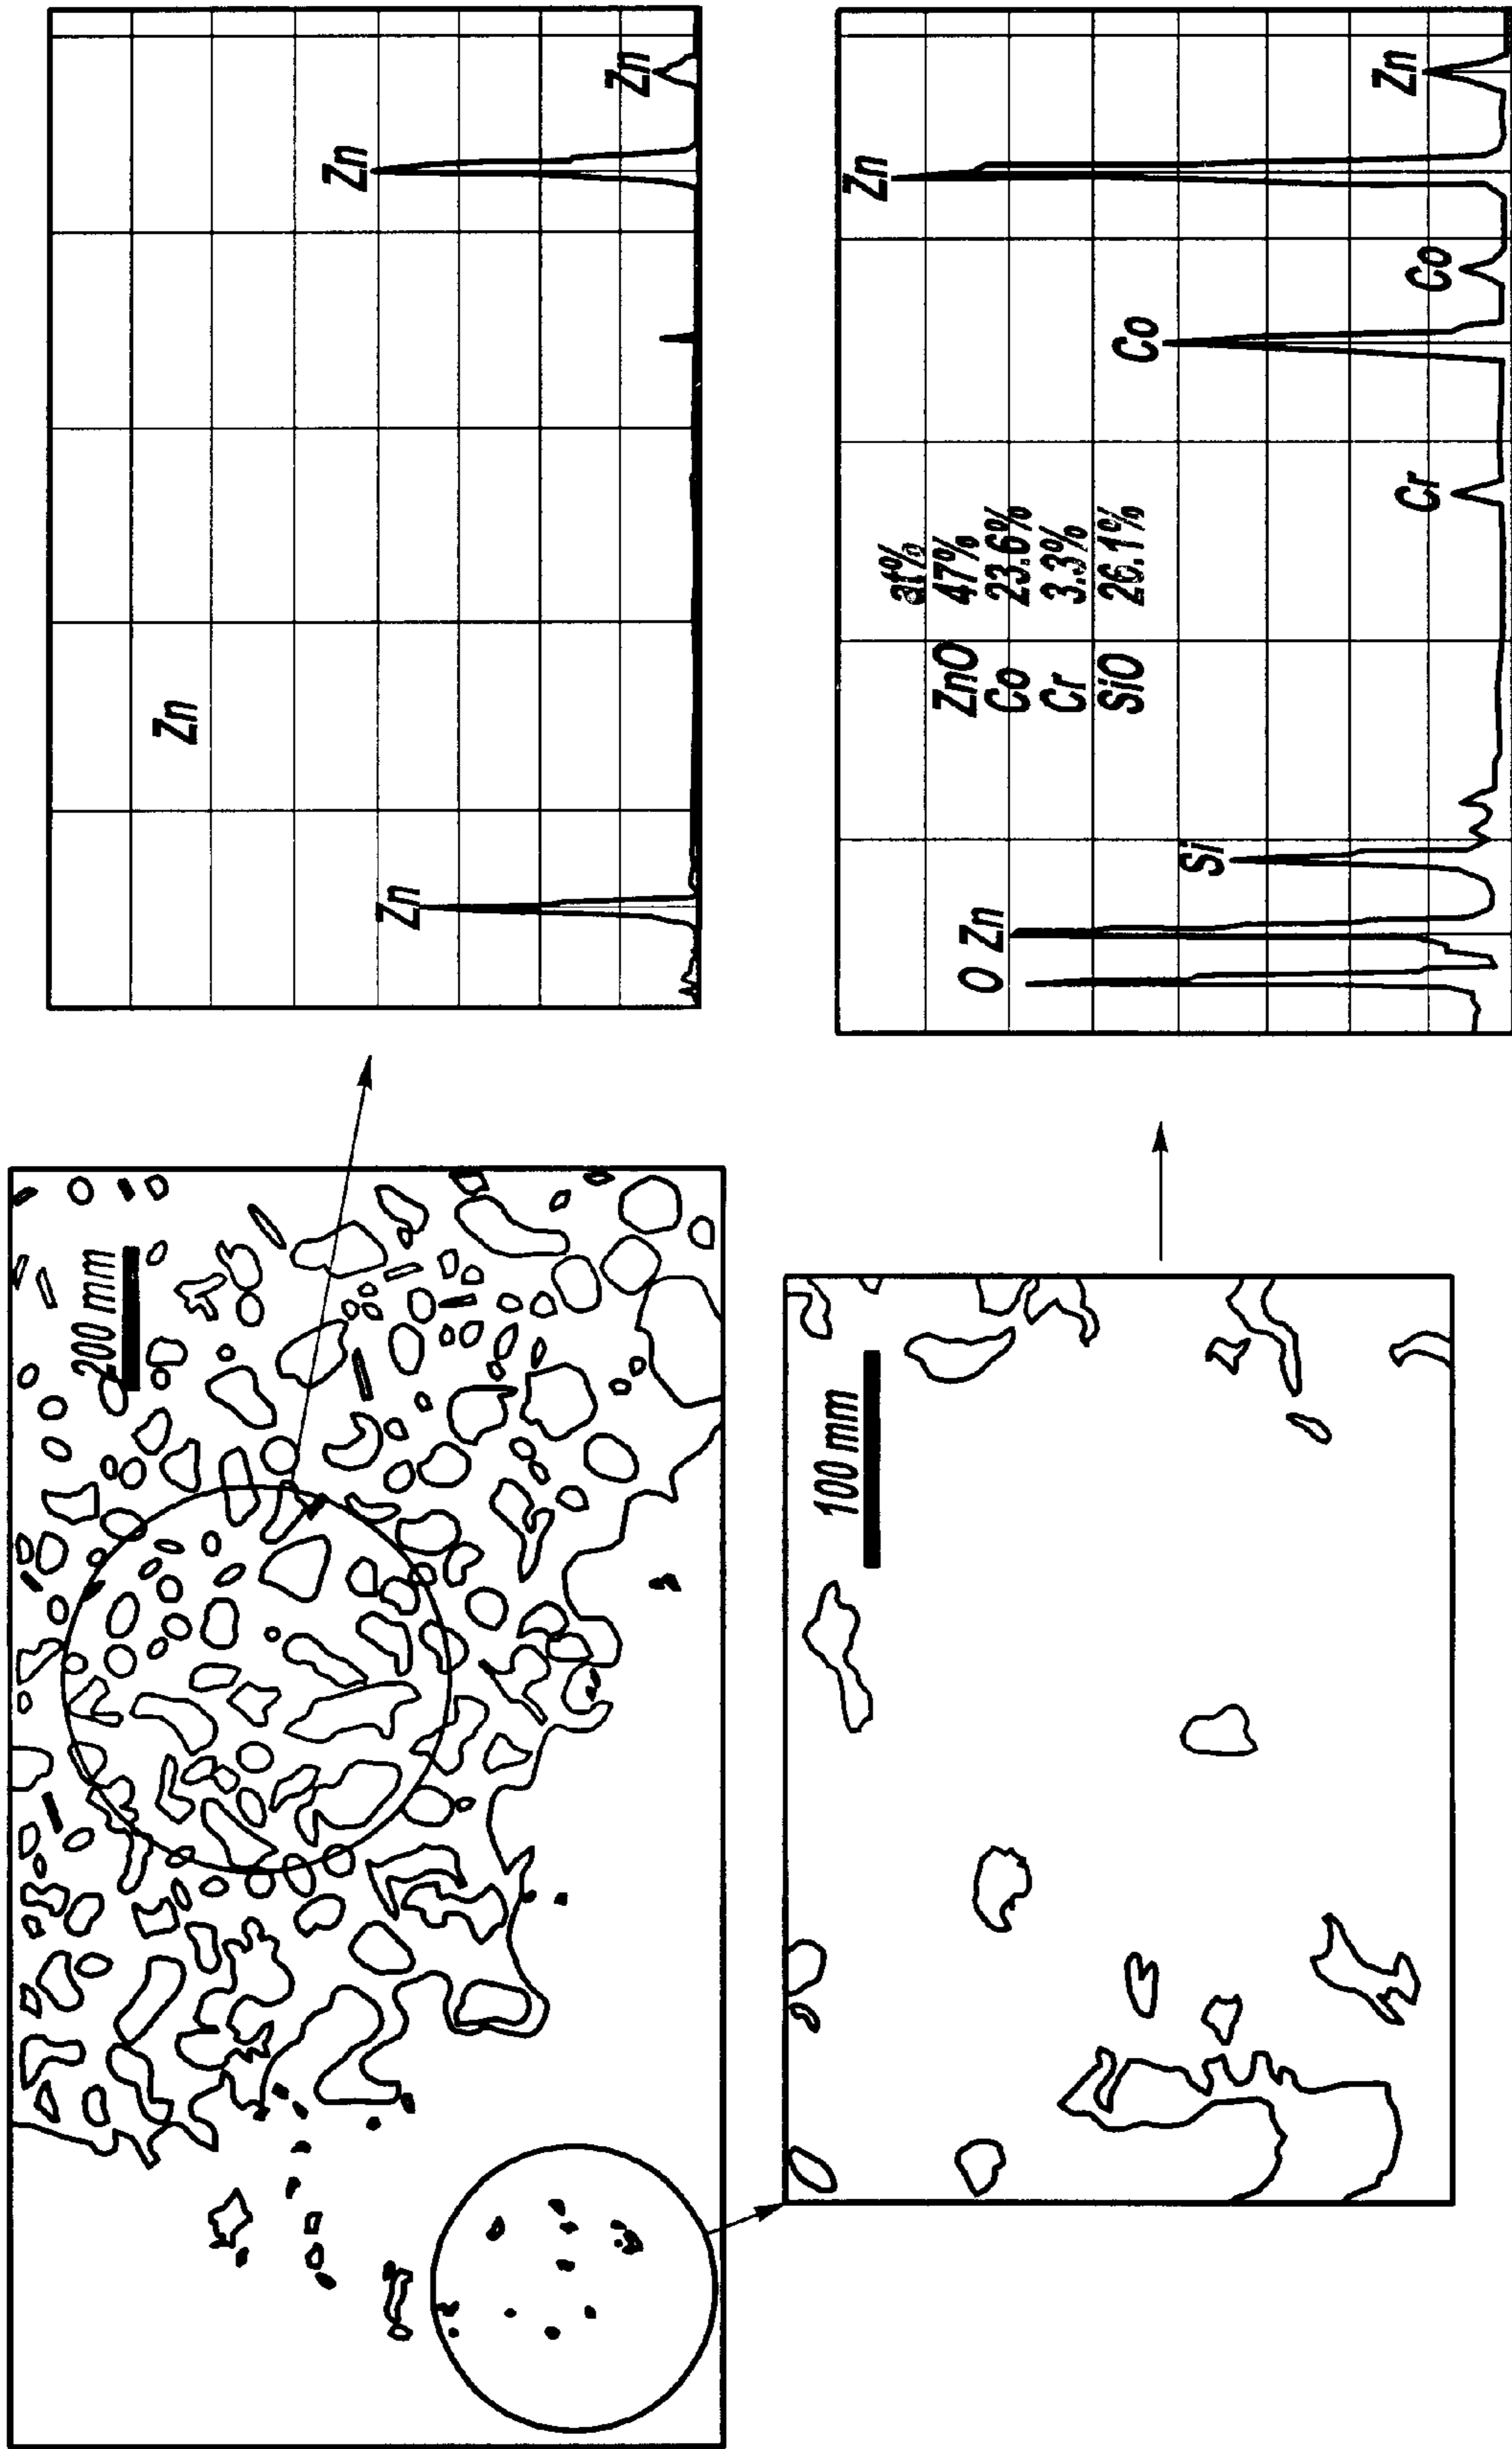 200 mm
Zn
Zn
Zn
Zn
100 mm
Zn
at%
ZnO 47%
Co 23.6%
Cr 3.3%
SiO 26.1%
O Zn
Si
Co
Cr
Co
Zn